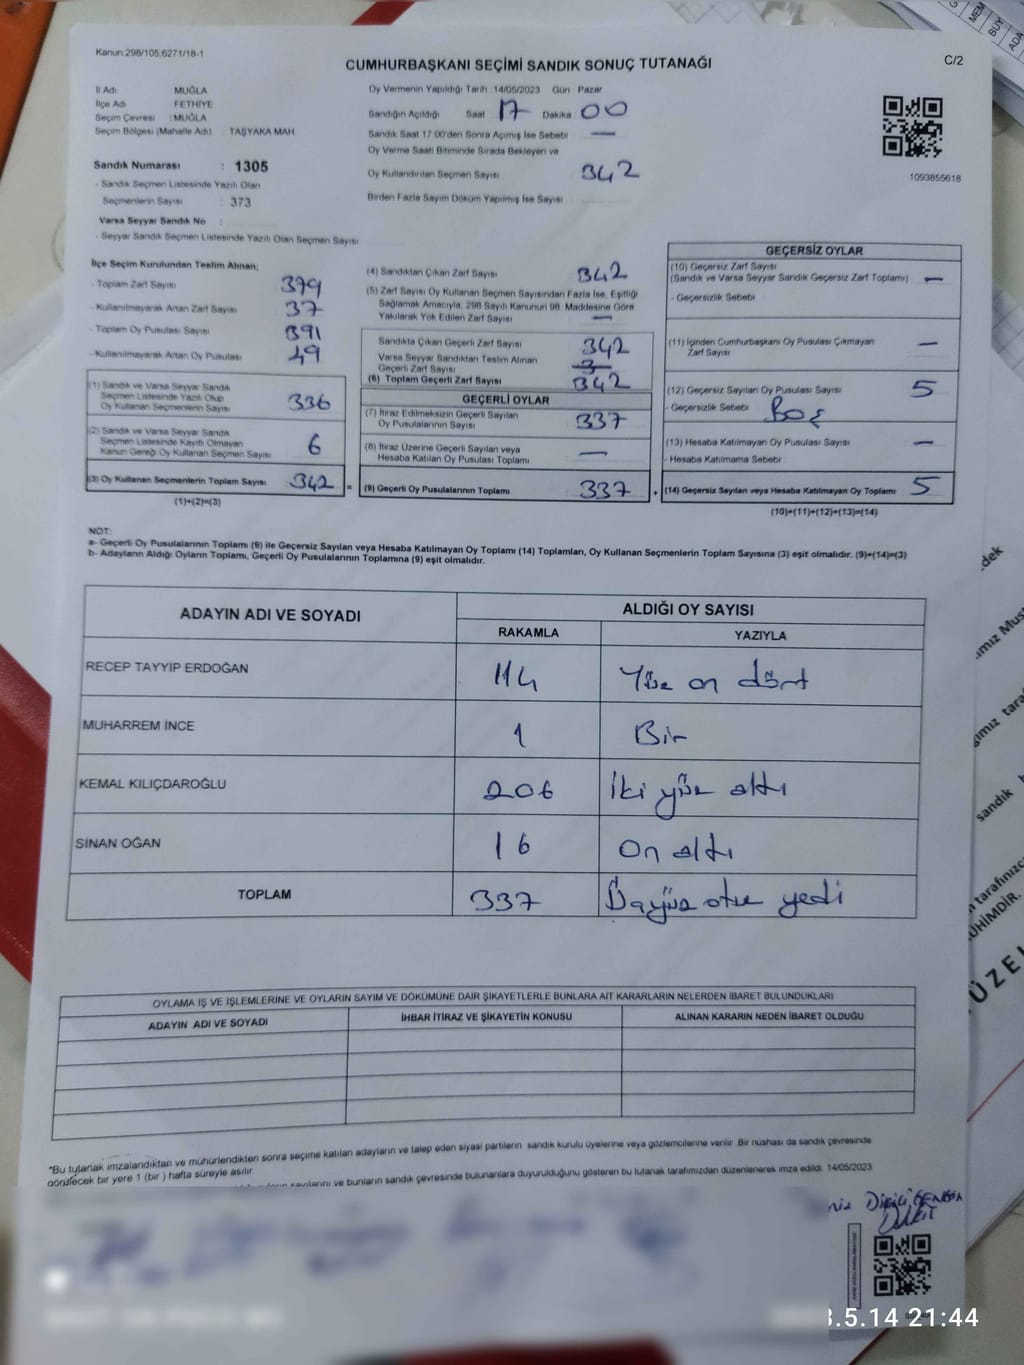 Kanun:298/105,6271/18-1
CUMHURBAŞKANI SEÇİMİ SANDIK SONUÇ TUTANAĞI
C/2
İl Adı MUĞLA
İlçe Adı FETHİYE
Seçim Çevresi : MUĞLA
Seçim Bölgesi (Mahalle Adı) : TAŞYAKA MAH
Sandık Numarası : 1305
- Sandık Seçmen Listesinde Yazılı Olan
Seçmenlerin Sayısı : 373
Varsa Seyyar Sandık No :
- Seyyar Sandık Seçmen Listesinde Yazılı Olan Seçmen Sayısı
Oy Vermenin Yapıldığı Tarih 14/05/2023 Gün Pazar
Sandığın Açıldığı Saat 17 Dakika 00
Sandık Saat 17:00'den Sonra Açılmış İse Sebebi —
Oy Verme Saati Bitiminde Sırada Bekleyen ve
Oy Kullandırılan Seçmen Sayısı 342
Birden Fazla Sayım Döküm Yapılmış İse Sayısı
1093855618
İlçe Seçim Kurulundan Teslim Alınan;
- Toplam Zarf Sayısı 379
- Kullanılmayarak Artan Zarf Sayısı 37
- Toplam Oy Pusulası Sayısı 391
- Kullanılmayarak Artan Oy Pusulası 49
(1) Sandık ve Varsa Seyyar Sandık
Seçmen Listesinde Yazılı Olup
Oy Kullanan Seçmenlerin Sayısı 336
(2) Sandık ve Varsa Seyyar Sandık
Seçmen Listesinde Kayıtlı Olmayan
Kanun Gereği Oy Kullanan Seçmen Sayısı 6
(3) Oy Kullanan Seçmenlerin Toplam Sayısı 342 =
(1)+(2)=(3)
(4) Sandıktan Çıkan Zarf Sayısı 342
(5) Zarf Sayısı Oy Kullanan Seçmen Sayısından Fazla İse, Eşitliği
Sağlamak Amacıyla; 298 Sayılı Kanunun 98. Maddesine Göre
Yakılarak Yok Edilen Zarf Sayısı —
Sandıkta Çıkan Geçerli Zarf Sayısı 342
Varsa Seyyar Sandıktan Teslim Alınan
Geçerli Zarf Sayısı
(6) Toplam Geçerli Zarf Sayısı 342
GEÇERLİ OYLAR
(7) İtiraz Edilmeksizin Geçerli Sayılan
Oy Pusulalarının Sayısı 337
(8) İtiraz Üzerine Geçerli Sayılan veya
Hesaba Katılan Oy Pusulası Toplamı —
(9) Geçerli Oy Pusulalarının Toplamı 337 +
GEÇERSİZ OYLAR
(10) Geçersiz Zarf Sayısı
(Sandık ve Varsa Seyyar Sandık Geçersiz Zarf Toplamı) —
- Geçersizlik Sebebi
(11) İçinden Cumhurbaşkanı Oy Pusulası Çıkmayan
Zarf Sayısı —
(12) Geçersiz Sayılan Oy Pusulası Sayısı 5
- Geçersizlik Sebebi Boş
(13) Hesaba Katılmayan Oy Pusulası Sayısı —
- Hesaba Katılmama Sebebi
(14) Geçersiz Sayılan veya Hesaba Katılmayan Oy Toplamı 5
(10)+(11)+(12)+(13)=(14)
NOT:
a- Geçerli Oy Pusulalarının Toplamı (9) ile Geçersiz Sayılan veya Hesaba Katılmayan Oy Toplamı (14) Toplamları, Oy Kullanan Seçmenlerin Toplam Sayısına (3) eşit olmalıdır. (9)+(14)=(3)
b- Adayların Aldığı Oyların Toplamı, Geçerli Oy Pusulalarının Toplamına (9) eşit olmalıdır.
ADAYIN ADI VE SOYADI ALDIĞI OY SAYISI
RAKAMLA YAZIYLA
RECEP TAYYİP ERDOĞAN 114 Yüz on dört
MUHARREM İNCE 1 Bir
KEMAL KILIÇDAROĞLU 206 İki yüz altı
SİNAN OĞAN 16 On altı
TOPLAM 337 Üçyüz otuz yedi
OYLAMA İŞ VE İŞLEMLERİNE VE OYLARIN SAYIM VE DÖKÜMÜNE DAİR ŞİKAYETLERLE BUNLARA AİT KARARLARIN NELERDEN İBARET BULUNDUKLARI
ADAYIN ADI VE SOYADI İHBAR İTİRAZ VE ŞİKAYETİN KONUSU ALINAN KARARIN NEDEN İBARET OLDUĞU
*Bu tutanak imzalandıktan ve mühürlendikten sonra seçime katılan adayların ve talep eden siyasi partilerin sandık kurulu üyelerine veya gözlemcilerine verilir. Bir nüshası da sandık çevresinde
görülecek bir yere 1 (bir) hafta süreyle asılır.
sayılarını ve bunların sandık çevresinde bulunanlara duyurulduğunu gösteren bu tutanak tarafımızdan düzenlenerek imza edildi. 14/05/2023
3.5.14 21:44